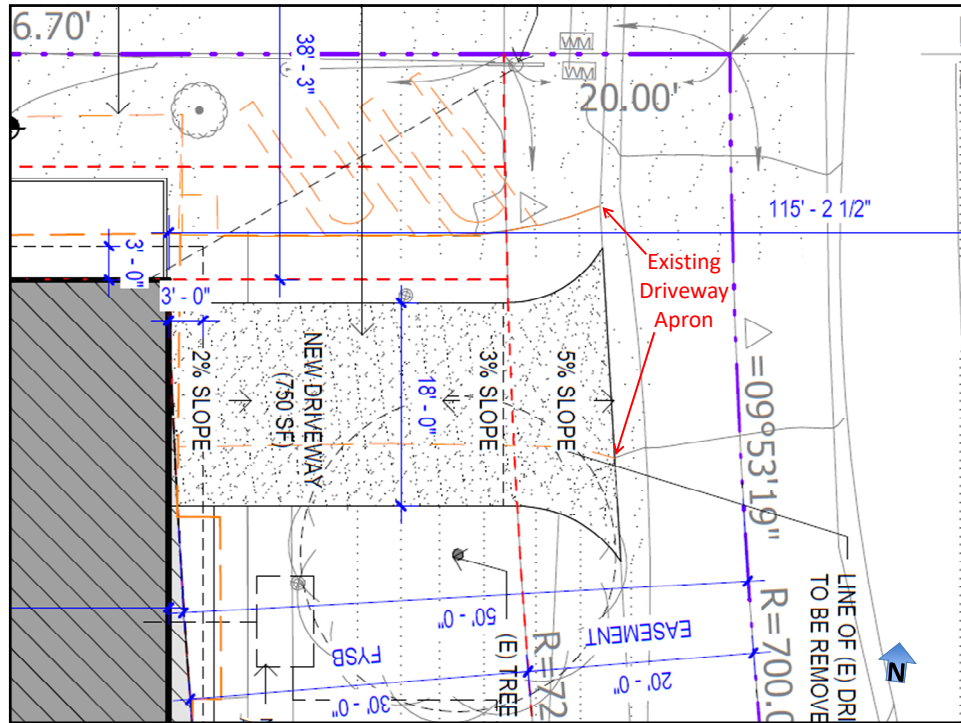 6.70'
38' - 3"
WM
WM
20.00'
115' - 2 1/2"
3' - 0"
3' - 0"
Existing
Driveway
Apron
2% SLOPE
NEW DRIVEWAY
(750 SF)
18' - 0"
3% SLOPE
5% SLOPE
=09°53'19"
R=700.0
LINE OF (E) DRI
TO BE REMOVE
50' - 0"
FYSB
EASEMENT
30' - 0"
20' - 0"
(E) TREE
R=72
N